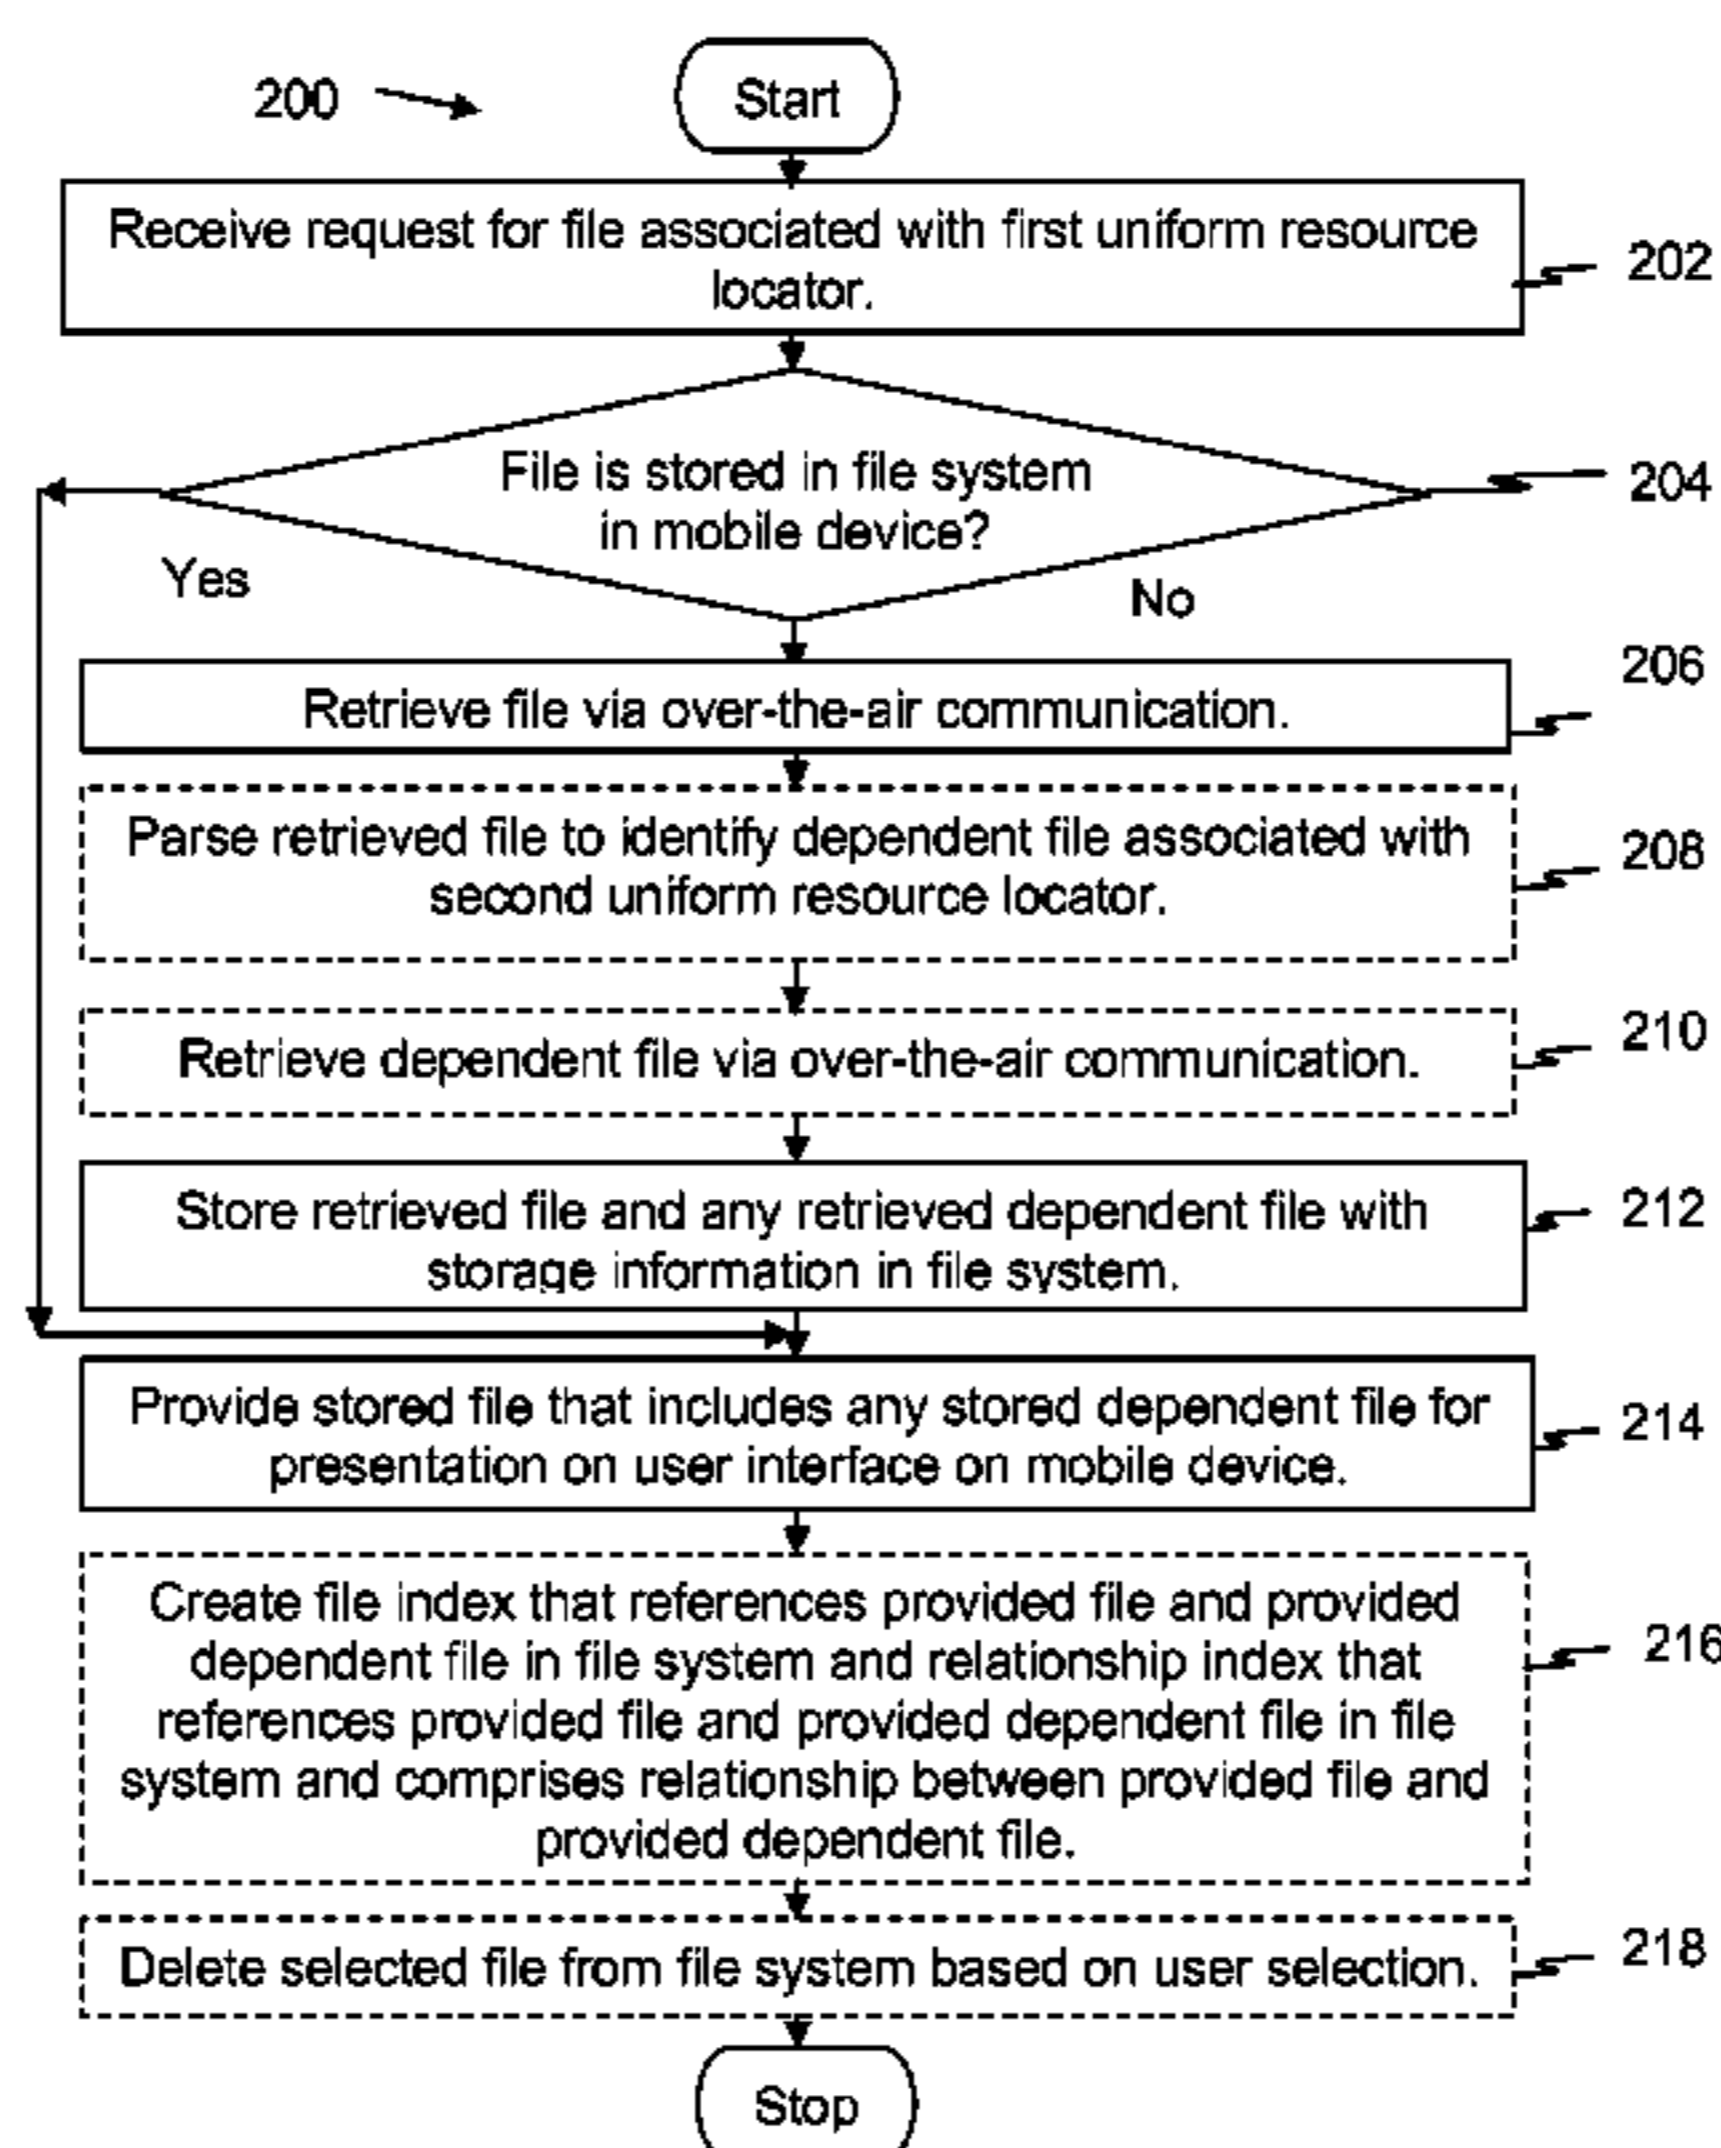 200
Start
Receive request for file associated with first uniform resource
locator.
202
File is stored in file system
in mobile device?
204
Yes
No
Retrieve file via over-the-air communication.
206
Parse retrieved file to identify dependent file associated with
second uniform resource locator.
208
Retrieve dependent file via over-the-air communication.
210
Store retrieved file and any retrieved dependent file with
storage information in file system.
212
Provide stored file that includes any stored dependent file for
presentation on user interface on mobile device.
214
Create file index that references provided file and provided
dependent file in file system and relationship index that
references provided file and provided dependent file in file
system and comprises relationship between provided file and
provided dependent file.
216
Delete selected file from file system based on user selection.
218
Stop